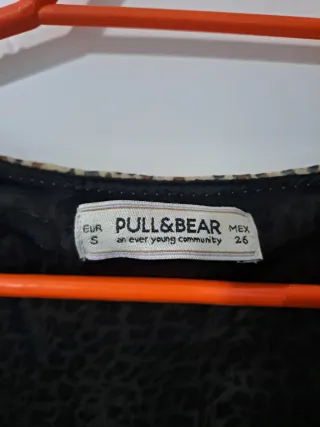 EUR PULL&BEAR MEX
S an ever young community 26